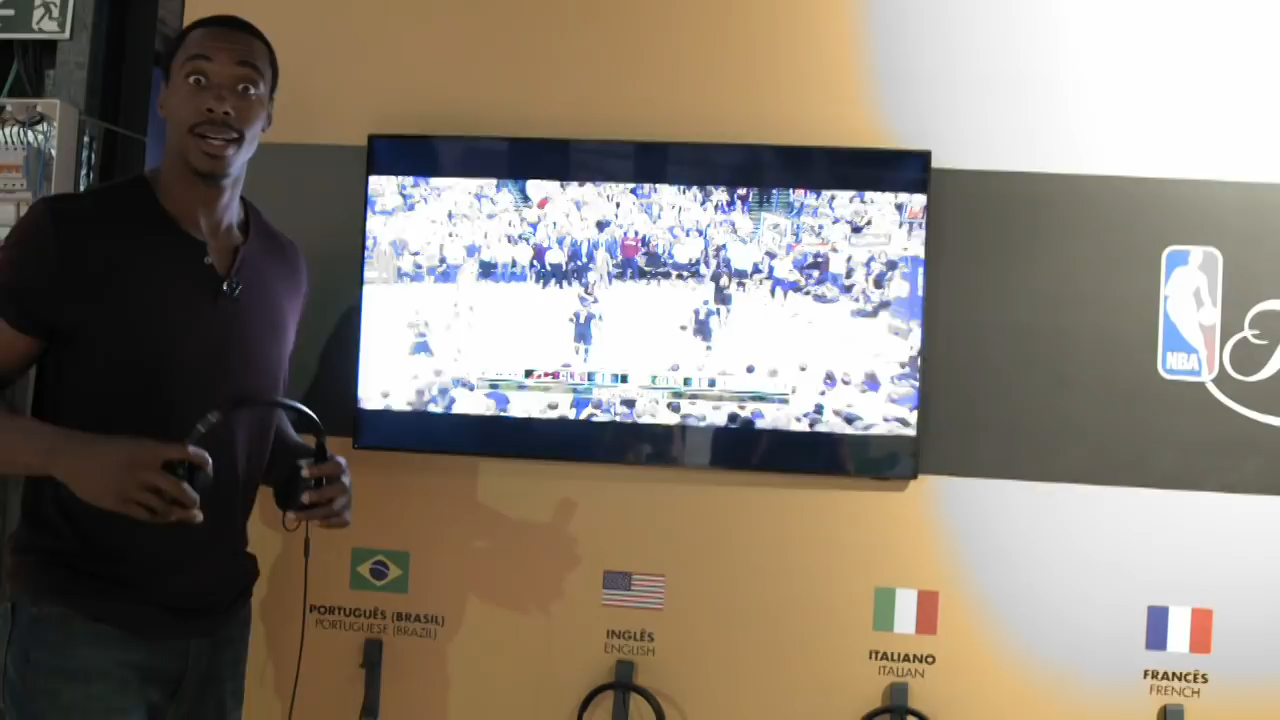 NBA
PORTUGUÊS (BRASIL)
PORTUGUESE (BRAZIL)
INGLÊS
ENGLISH
ITALIANO
ITALIAN
FRANCÊS
FRENCH